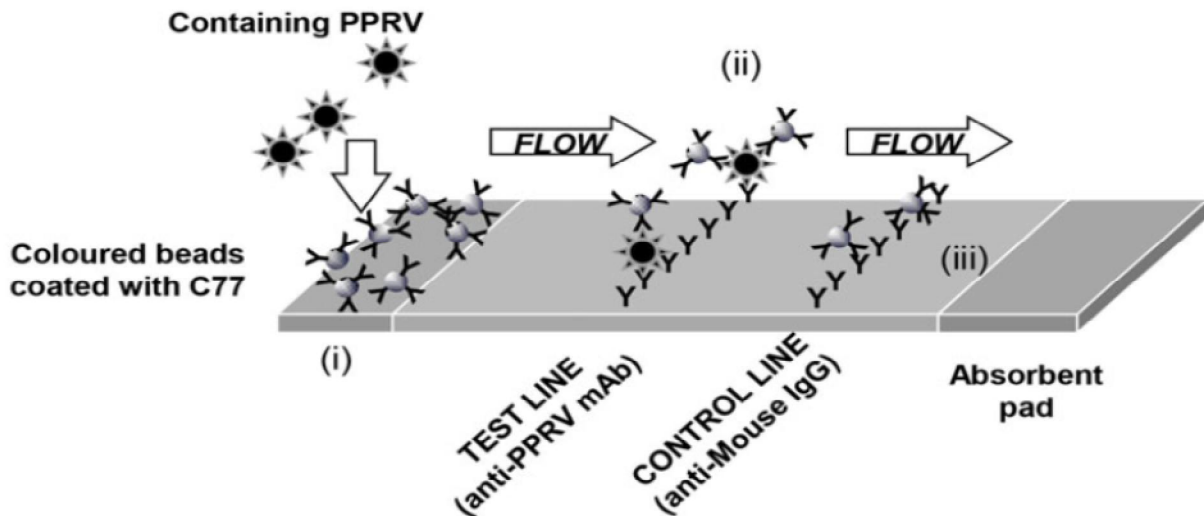 Containing PPRV
(ii)
FLOW
FLOW
Coloured beads
coated with C77
(iii)
(i)
TEST LINE
(anti-PPRV mAb)
CONTROL LINE
(anti-Mouse IgG)
Absorbent
pad